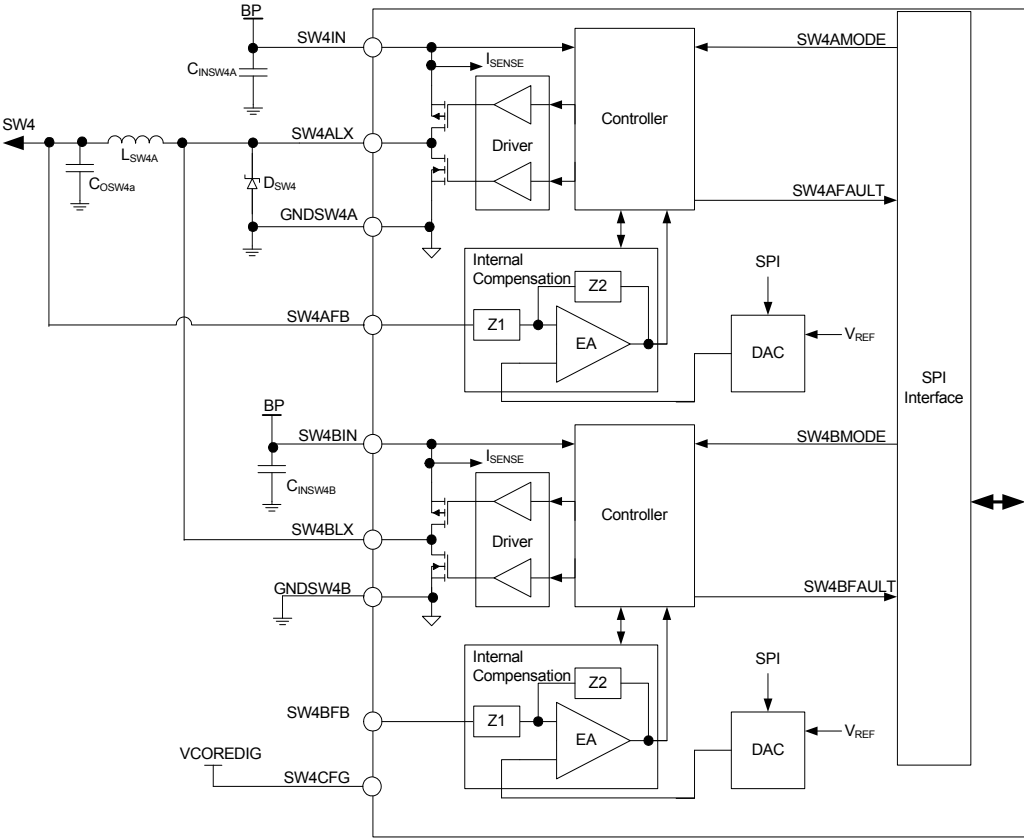 BP
SW4IN
CINSW4A
ISENSE
Driver
Controller
SW4AMODE
SW4
LSW4A
COSW4a
SW4ALX
DSW4
GNDSW4A
SW4AFAULT
Internal
Compensation
Z2
Z1
EA
SW4AFB
SPI
VREF
DAC
SPI
Interface
BP
SW4BIN
CINSW4B
ISENSE
Driver
Controller
SW4BMODE
SW4BLX
GNDSW4B
SW4BFAULT
Internal
Compensation
Z2
Z1
EA
SW4BFB
SPI
VREF
DAC
VCOREDIG
SW4CFG